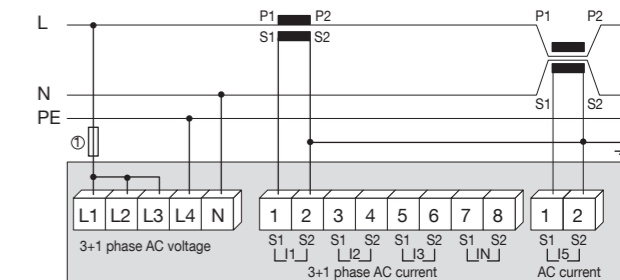 L P1 P2 P1 P2
S1 S2
N
S1 S2
PE
①
L1 L2 L3 L4 N 1 2 3 4 5 6 7 8 1 2
S1 S2 S1 S2 S1 S2 S1 S2 S1 S2
I1 I2 I3 IN I5
3+1 phase AC voltage
3+1 phase AC current AC current